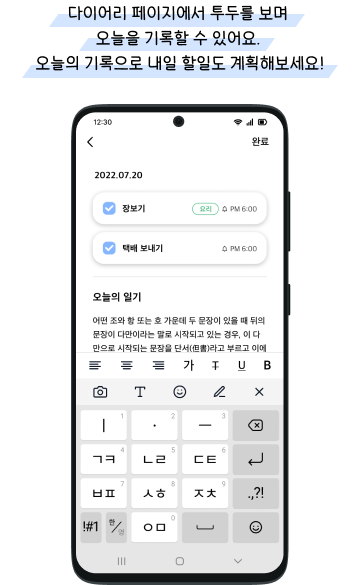 다이어리 페이지에서 투두를 보며
오늘을 기록할 수 있어요.
오늘의 기록으로 내일 할일도 계획해보세요!
12:30
완료
2022.07.20
장보기 요리 PM 6:00
택배 보내기 PM 6:00
오늘의 일기
어떤 조와 항 또는 호 가운데 두 문장이 있을 때 뒤의
문장이 다만이라는 말로 시작되고 있는 경우, 이 다
만으로 시작되는 문장을 단서(但書)라고 부르고 이에
가 T U B
T
ㅣ 1 · 2 ㅡ 3
ㄱㅋ 4 ㄴㄹ 5 ㄷㅌ 6
ㅂㅍ 7 ㅅㅎ 8 ㅈㅊ 9 .,?!
!#1 한/영 ㅇㅁ 0